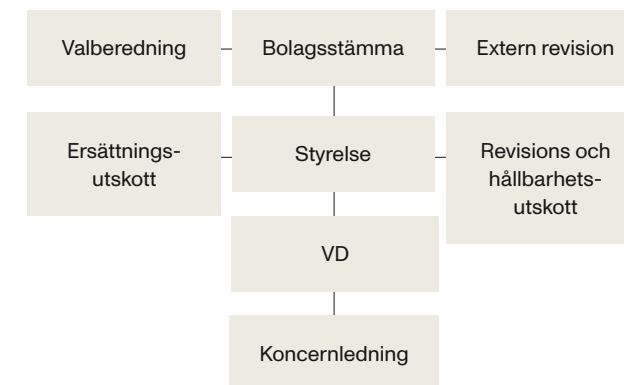 Valberedning
Bolagsstämma
Extern revision
Ersättnings-
utskott
Styrelse
Revisions och
hållbarhets-
utskott
VD
Koncernledning